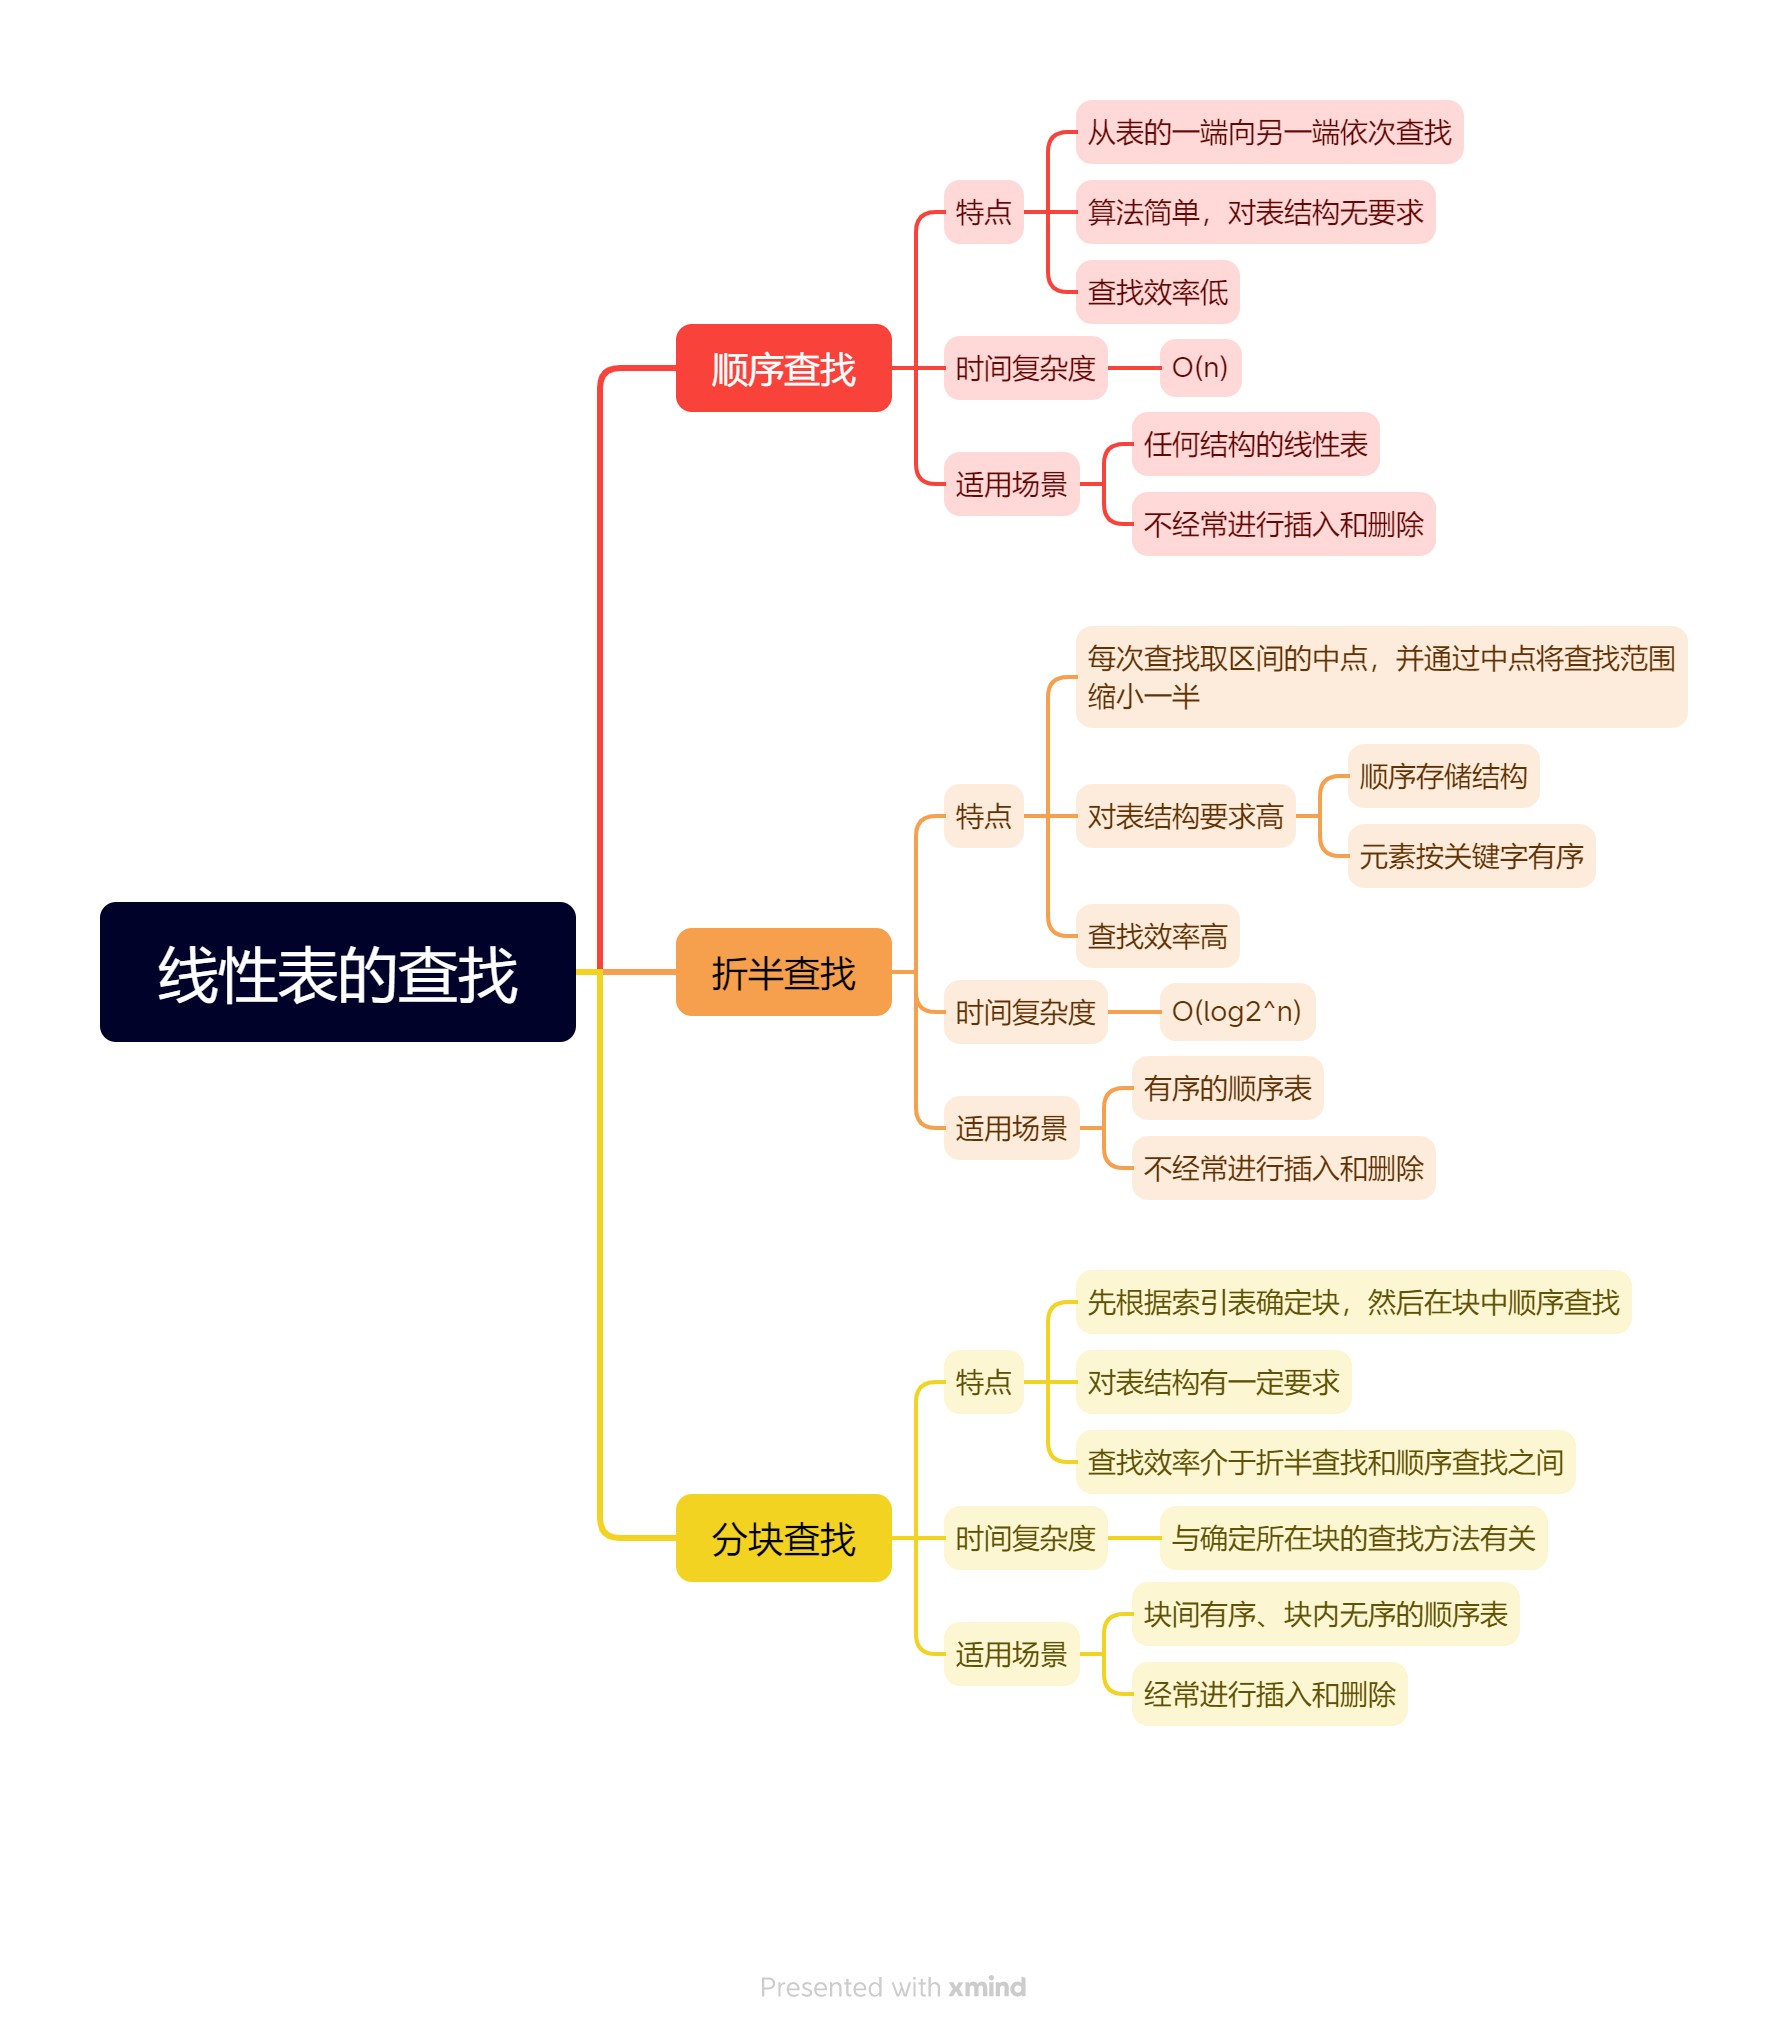 线性表的查找
顺序查找
特点
从表的一端向另一端依次查找
算法简单，对表结构无要求
查找效率低
时间复杂度
O(n)
适用场景
任何结构的线性表
不经常进行插入和删除
折半查找
特点
每次查找取区间的中点，并通过中点将查找范围
缩小一半
对表结构要求高
顺序存储结构
元素按关键字有序
查找效率高
时间复杂度
O(log2^n)
适用场景
有序的顺序表
不经常进行插入和删除
分块查找
特点
先根据索引表确定块，然后在块中顺序查找
对表结构有一定要求
查找效率介于折半查找和顺序查找之间
时间复杂度
与确定所在块的查找方法有关
适用场景
块间有序、块内无序的顺序表
经常进行插入和删除
Presented with xmind